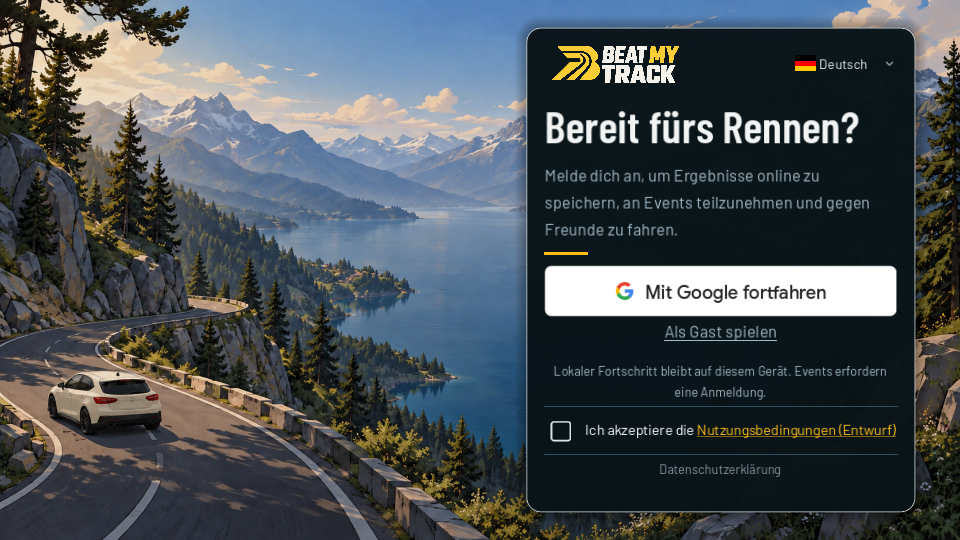 BEAT MY
TRACK
Deutsch
Bereit fürs Rennen?
Melde dich an, um Ergebnisse online zu
speichern, an Events teilzunehmen und gegen
Freunde zu fahren.
Mit Google fortfahren
Als Gast spielen
Lokaler Fortschritt bleibt auf diesem Gerät. Events erfordern
eine Anmeldung.
Ich akzeptiere die Nutzungsbedingungen (Entwurf)
Datenschutzerklärung